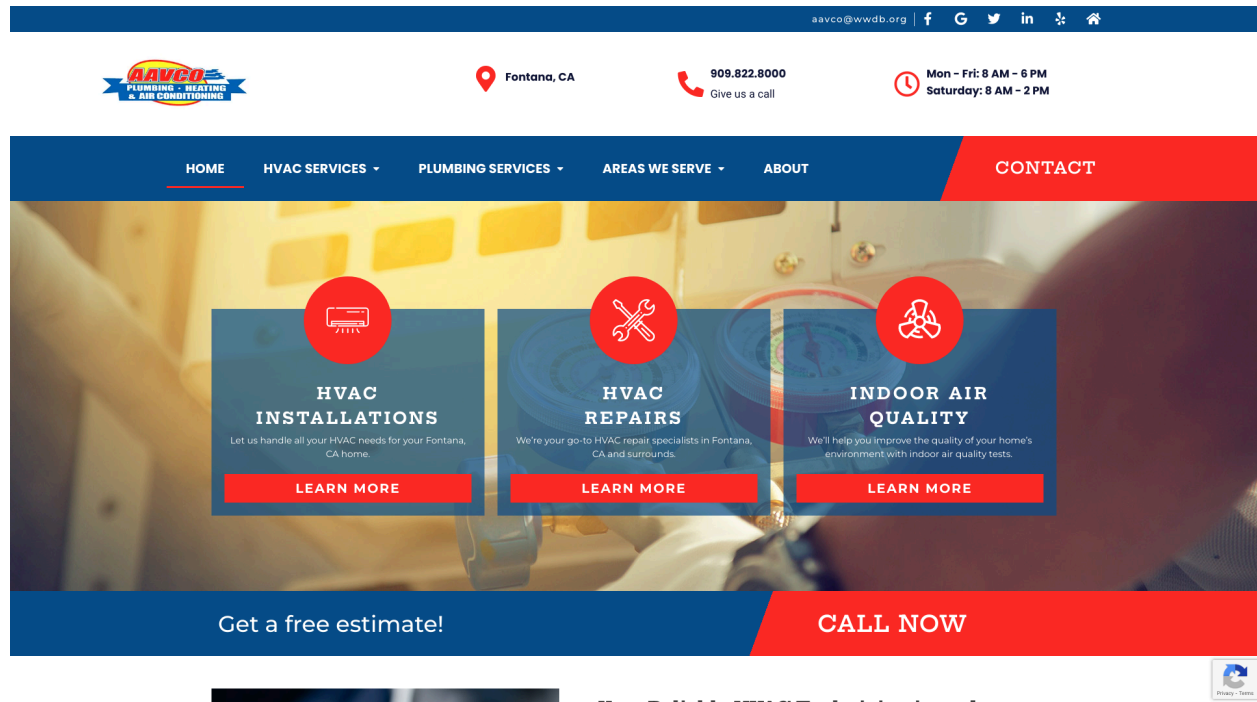 aavco@wwdb.org
AAVCO
PLUMBING - HEATING
& AIR CONDITIONING
Fontana, CA
909.822.8000
Give us a call
Mon - Fri: 8 AM - 6 PM
Saturday: 8 AM - 2 PM
HOME HVAC SERVICES PLUMBING SERVICES AREAS WE SERVE ABOUT CONTACT
HVAC
INSTALLATIONS
Let us handle all your HVAC needs for your Fontana,
CA home.
LEARN MORE
HVAC
REPAIRS
We're your go-to HVAC repair specialists in Fontana,
CA and surrounds.
LEARN MORE
INDOOR AIR
QUALITY
We'll help you improve the quality of your home's
environment with indoor air quality tests.
LEARN MORE
Get a free estimate!
CALL NOW
Privacy - Terms